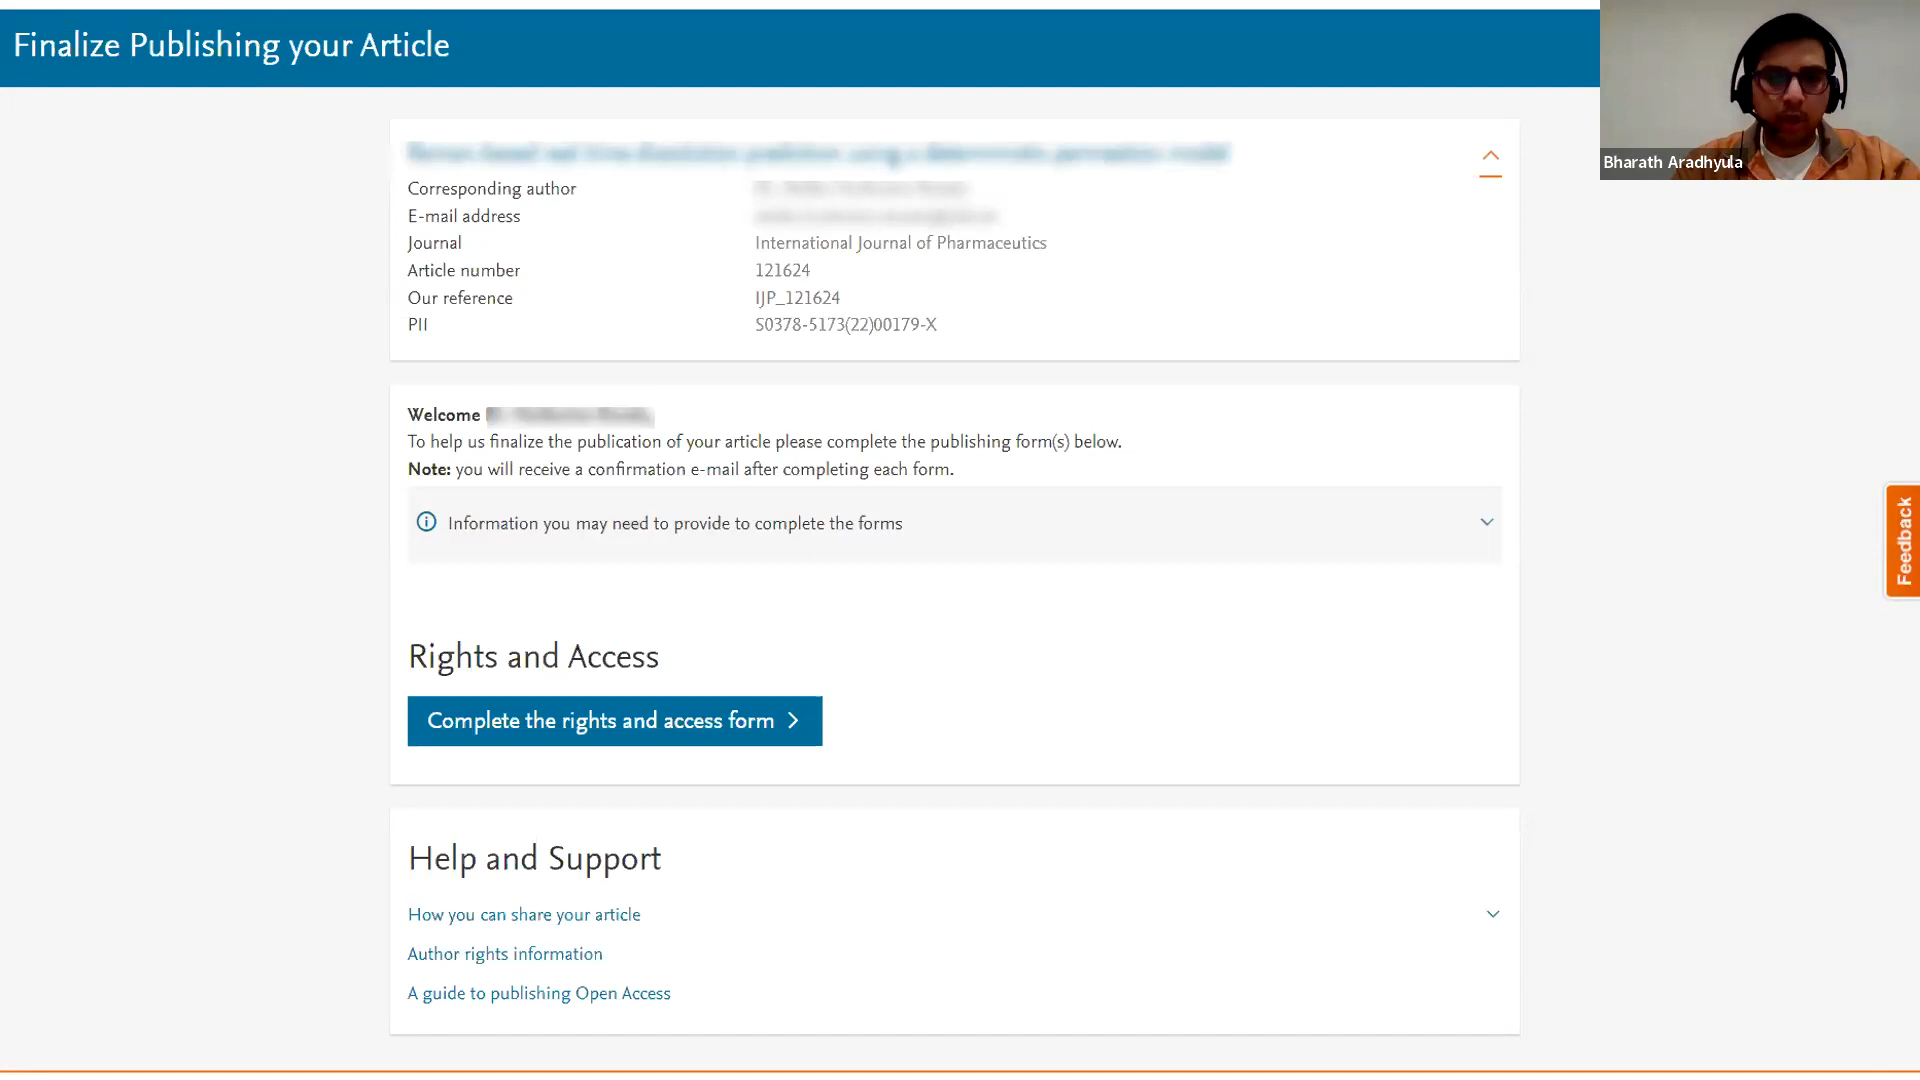 Finalize Publishing your Article
Bharath Aradhyula
Corresponding author
E-mail address
Journal International Journal of Pharmaceutics
Article number 121624
Our reference IJP_121624
PII S0378-5173(22)00179-X
Welcome
To help us finalize the publication of your article please complete the publishing form(s) below.
Note: you will receive a confirmation e-mail after completing each form.
Information you may need to provide to complete the forms
Feedback
Rights and Access
Complete the rights and access form
Help and Support
How you can share your article
Author rights information
A guide to publishing Open Access